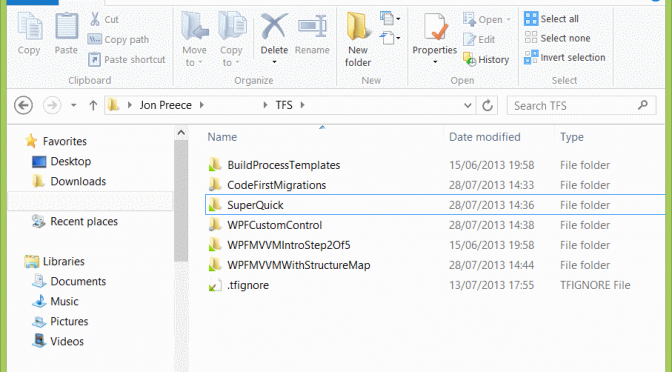 Copy
Paste
Cut
Copy path
Paste shortcut
Clipboard
Move to
Copy to
Delete
Rename
Organize
New folder
New
Properties
Open
Edit
History
Open
Select all
Select none
Invert selection
Select
Jon Preece TFS
Search TFS
Favorites
Desktop
Downloads
Recent places
Libraries
Documents
Music
Pictures
Videos
Name Date modified Type
BuildProcessTemplates 15/06/2013 19:58 File folder
CodeFirstMigrations 28/07/2013 14:33 File folder
SuperQuick 28/07/2013 14:36 File folder
WPFCustomControl 28/07/2013 14:38 File folder
WPFMVVMIntroStep2Of5 15/06/2013 19:58 File folder
WPFMVVMWithStructureMap 28/07/2013 14:44 File folder
.tfignore 13/07/2013 17:55 TFIGNORE File